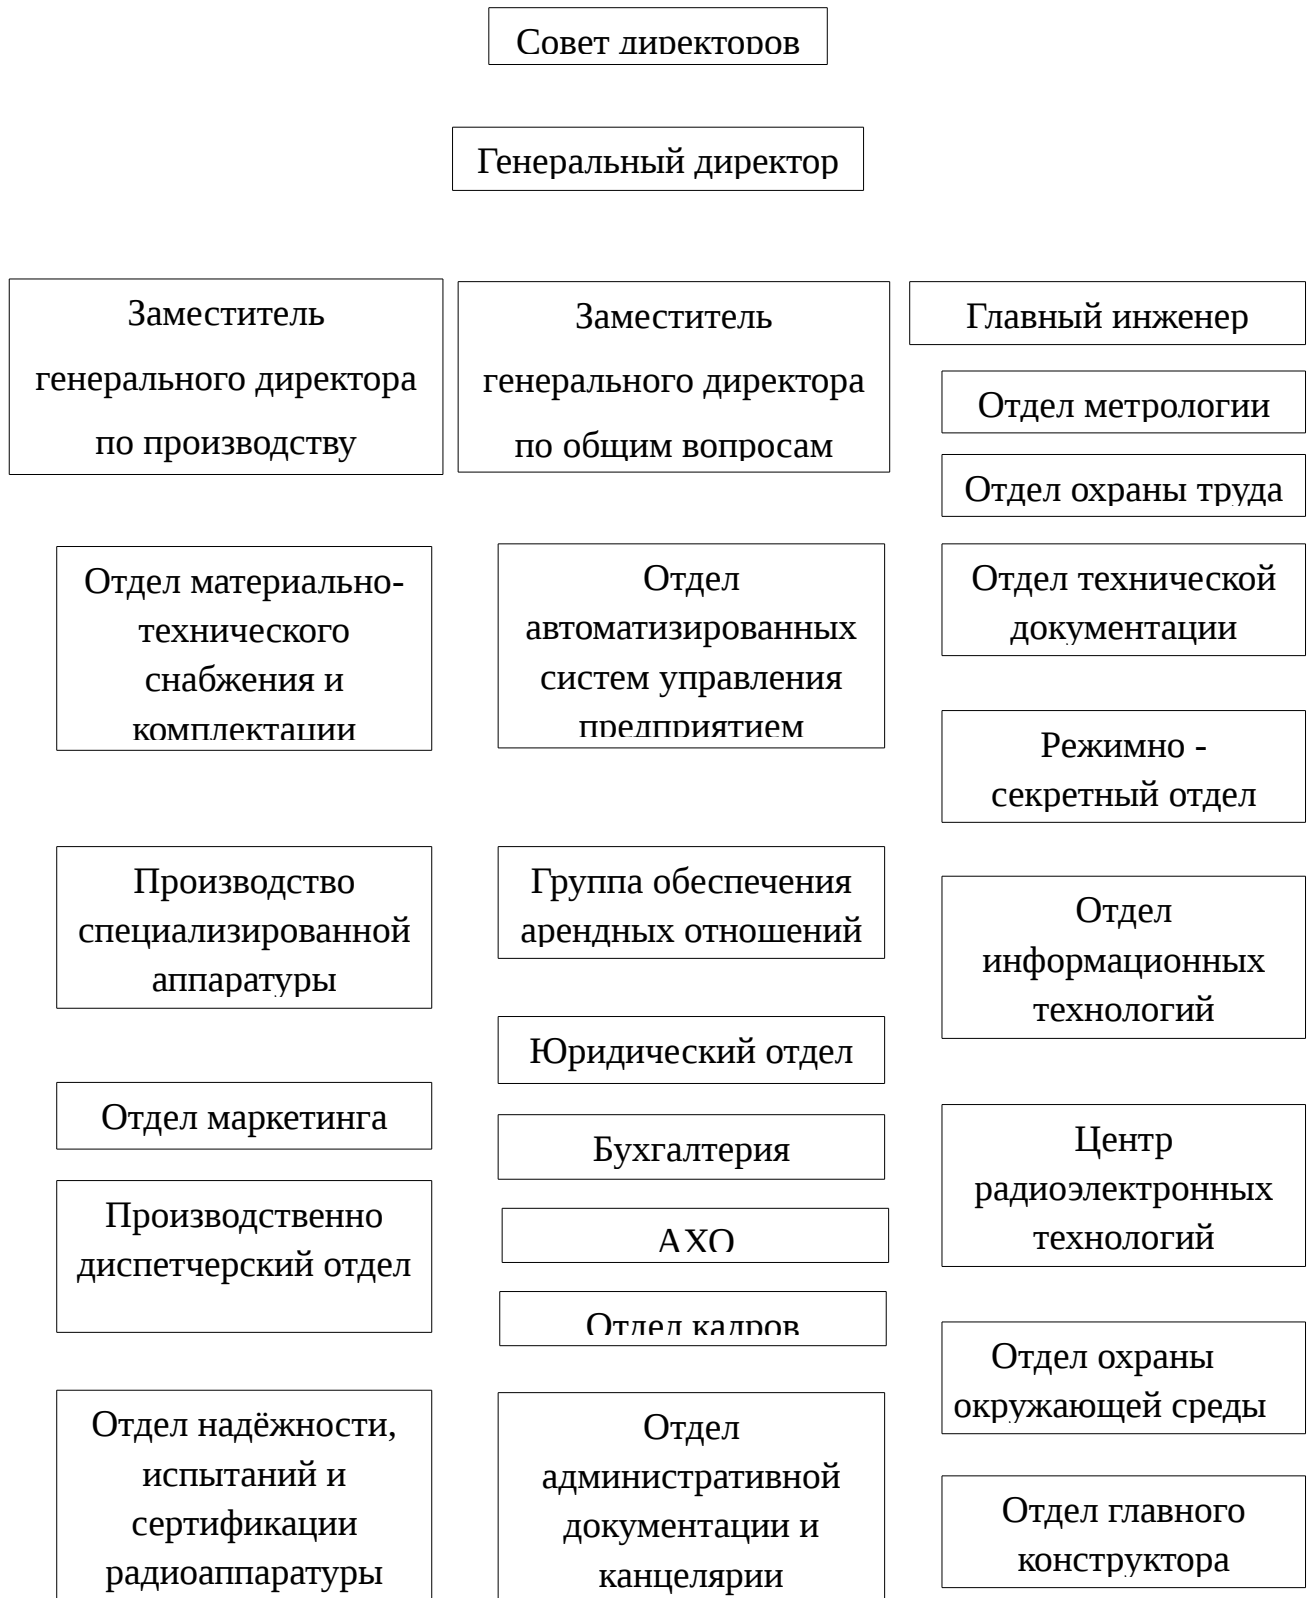 Совет директоров
Генеральный директор
Заместитель
генерального директора
по производству
Заместитель
генерального директора
по общим вопросам
Главный инженер
Отдел метрологии
Отдел охраны труда
Отдел материально-
технического
снабжения и
комплектации
Отдел
автоматизированных
систем управления
предприятием
Отдел технической
документации
Режимно -
секретный отдел
Производство
специализированной
аппаратуры
Группа обеспечения
арендных отношений
Отдел
информационных
технологий
Юридический отдел
Отдел маркетинга
Бухгалтерия
Центр
радиоэлектронных
технологий
Производственно
диспетчерский отдел
АХО
Отдел кадров
Отдел охраны
окружающей среды
Отдел надёжности,
испытаний и
сертификации
радиоаппаратуры
Отдел
административной
документации и
канцелярии
Отдел главного
конструктора